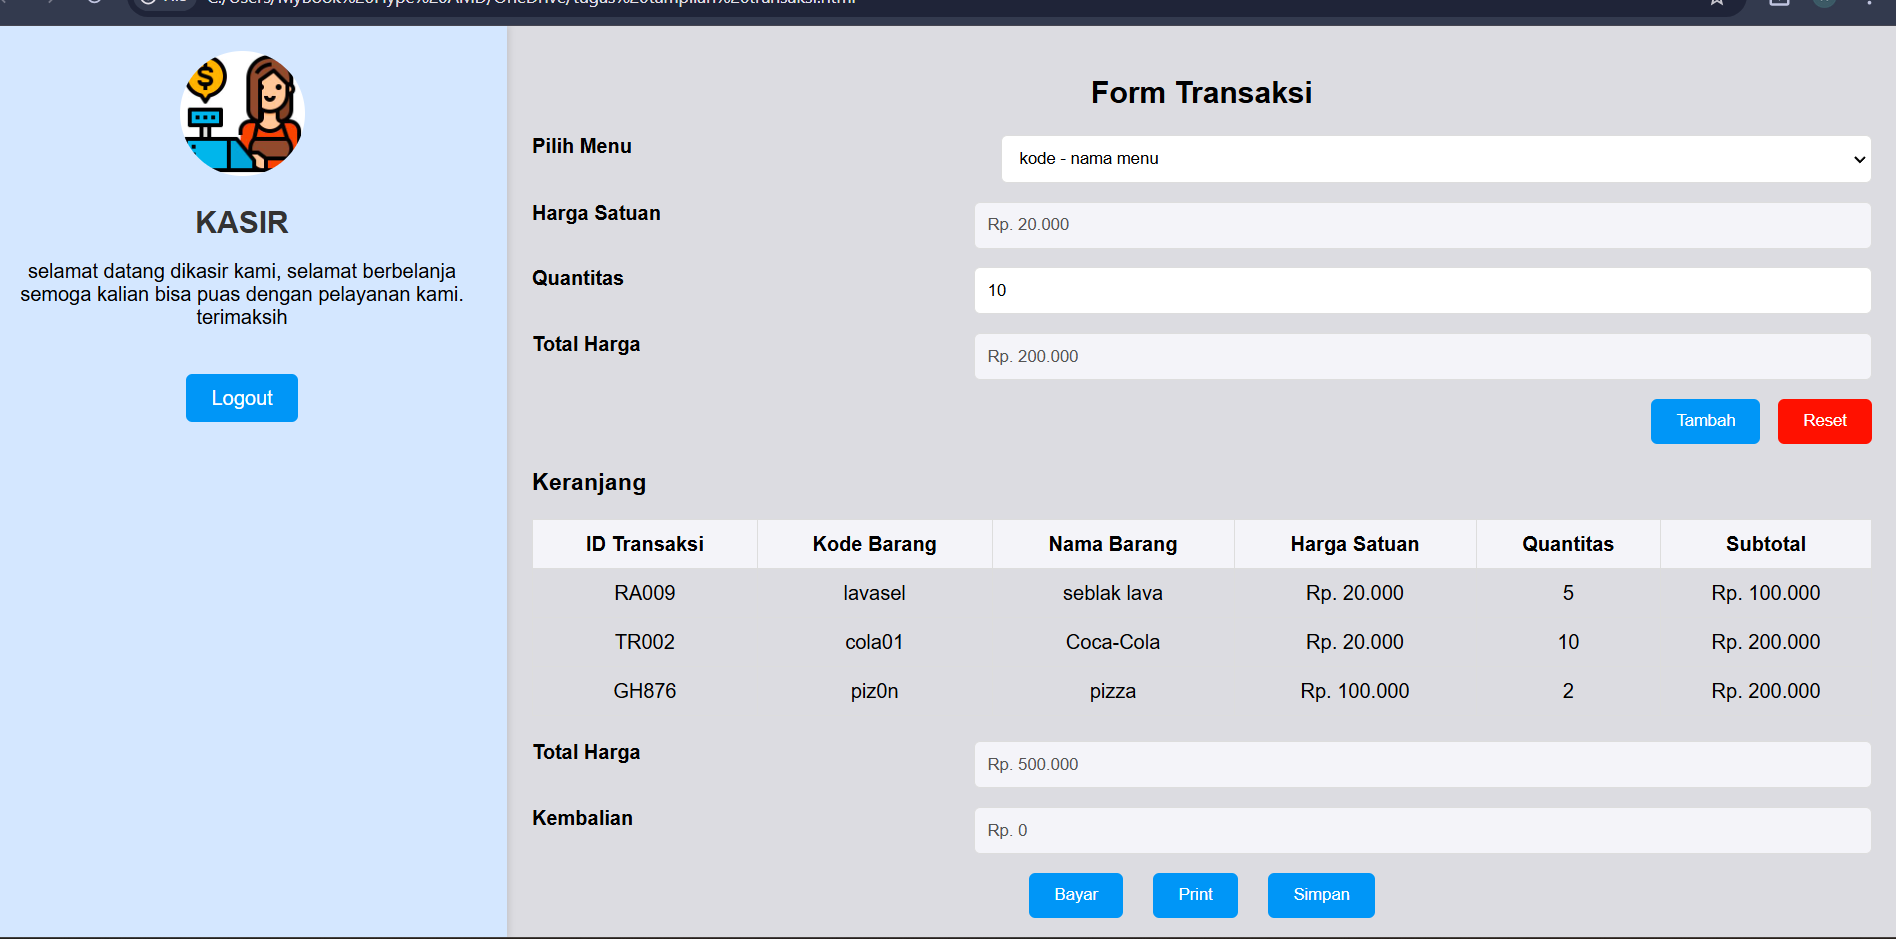 KASIR
selamat datang dikasir kami, selamat berbelanja
semoga kalian bisa puas dengan pelayanan kami.
terimaksih
Logout
Form Transaksi
Pilih Menu
kode - nama menu
Harga Satuan
Rp. 20.000
Quantitas
10
Total Harga
Rp. 200.000
Tambah Reset
Keranjang
ID Transaksi Kode Barang Nama Barang Harga Satuan Quantitas Subtotal
RA009 lavasel seblak lava Rp. 20.000 5 Rp. 100.000
TR002 cola01 Coca-Cola Rp. 20.000 10 Rp. 200.000
GH876 piz0n pizza Rp. 100.000 2 Rp. 200.000
Total Harga
Rp. 500.000
Kembalian
Rp. 0
Bayar Print Simpan